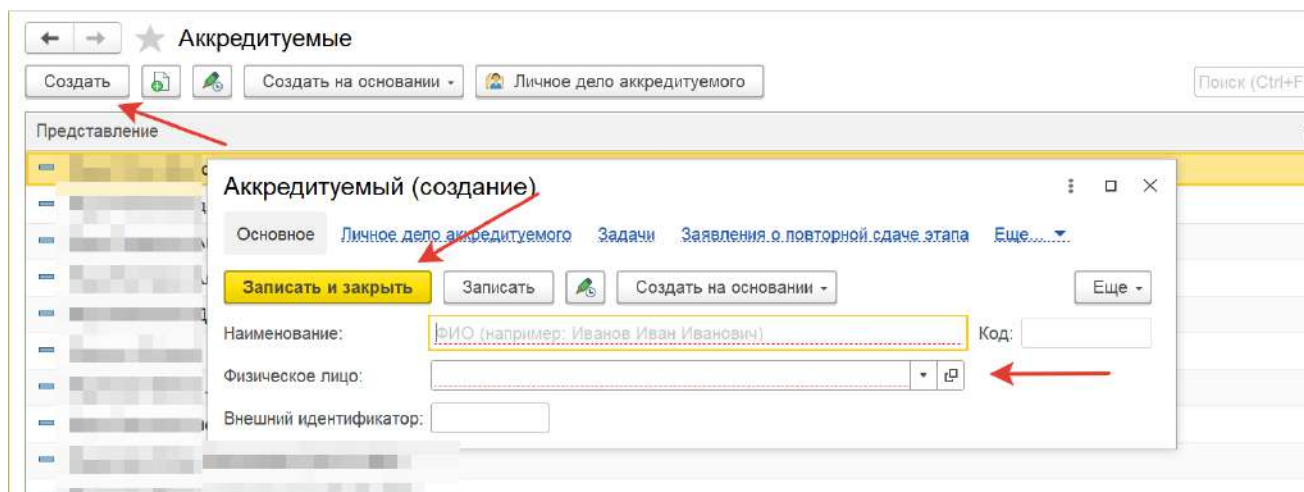 Аккредитуемые
Создать Создать на основании Личное дело аккредитуемого Поиск (Ctrl+F
Представление
Аккредитуемый (создание)
Основное Личное дело аккредитуемого Задачи Заявления о повторной сдаче этапа Еще...
Записать и закрыть Записать Создать на основании Еще
Наименование: ФИО (например: Иванов Иван Иванович) Код:
Физическое лицо:
Внешний идентификатор: